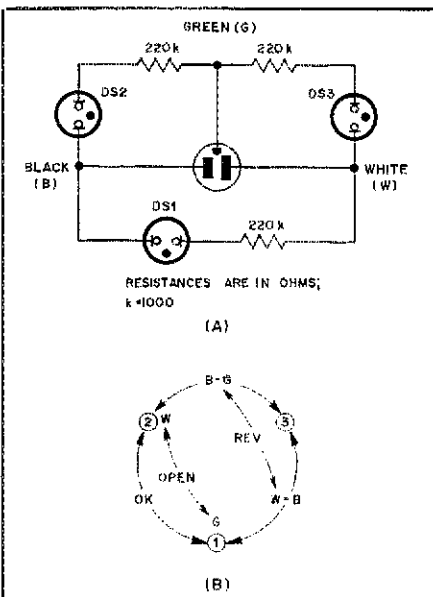 GREEN (G)
220 k
220 k
DS2
DS3
BLACK
(B)
WHITE
(W)
DS1
220 k
RESISTANCES ARE IN OHMS;
k=1000
(A)
B-G
2
W
3
REV
OPEN
OK
W-B
G
1
(B)